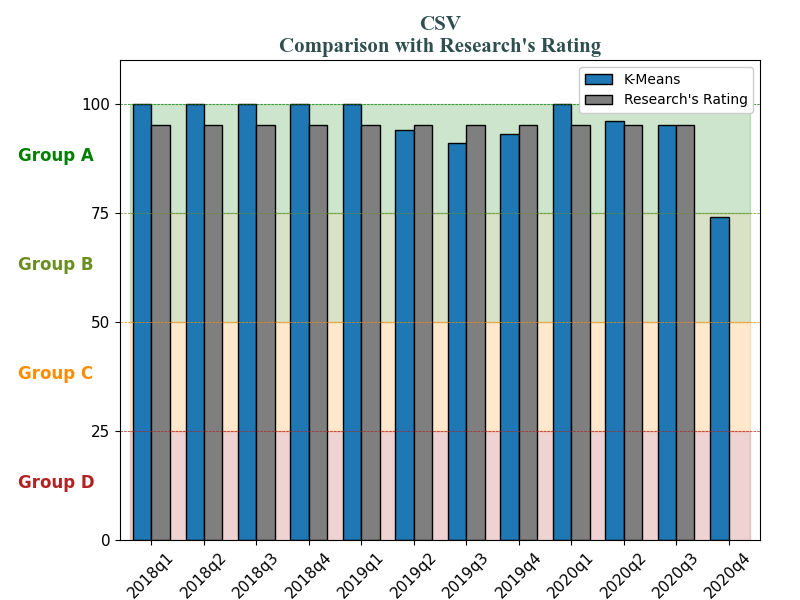 CSV
Comparison with Research's Rating
K-Means
Research's Rating
100
Group A
75
Group B
50
Group C
25
Group D
0
2018q1 2018q2 2018q3 2018q4 2019q1 2019q2 2019q3 2019q4 2020q1 2020q2 2020q3 2020q4